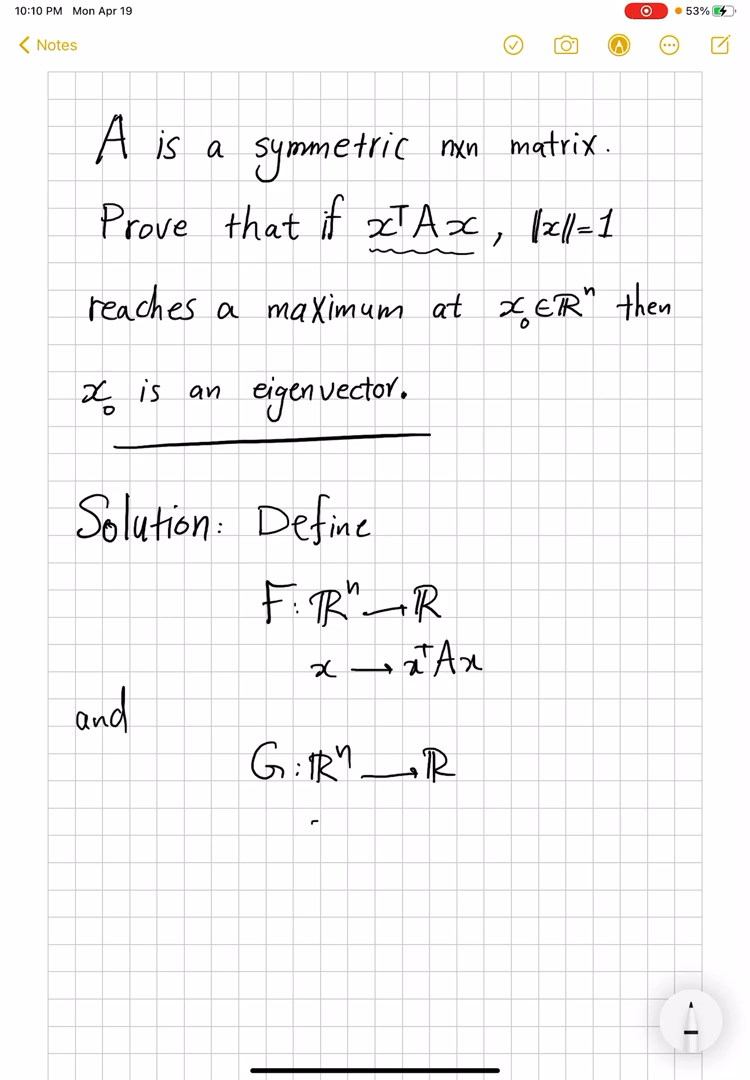 10:10 PM Mon Apr 19 53%
Notes
A is a symmetric n×n matrix.
Prove that if xᵀAx, ||x||=1
reaches a maximum at x₀∈ℝⁿ then
x₀ is an eigenvector.
Solution: Define
F: ℝⁿ → ℝ
x → xᵀAx
and
G: ℝⁿ → ℝ